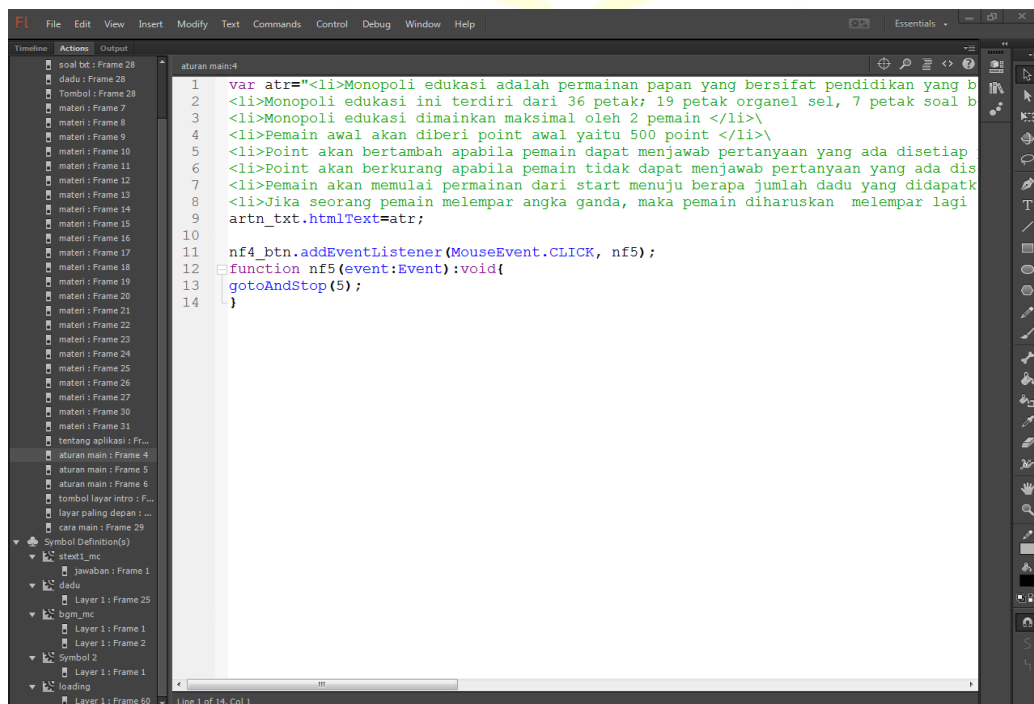 Fl File Edit View Insert Modify Text Commands Control Debug Window Help Essentials
Timeline Actions Output
soal txt : Frame 28
dadu : Frame 28
Tombol : Frame 28
materi : Frame 7
materi : Frame 8
materi : Frame 9
materi : Frame 10
materi : Frame 11
materi : Frame 12
materi : Frame 13
materi : Frame 14
materi : Frame 15
materi : Frame 16
materi : Frame 17
materi : Frame 18
materi : Frame 19
materi : Frame 20
materi : Frame 21
materi : Frame 22
materi : Frame 23
materi : Frame 24
materi : Frame 25
materi : Frame 26
materi : Frame 27
materi : Frame 30
materi : Frame 31
tentang aplikasi : Fr...
aturan main : Frame 4
aturan main : Frame 5
aturan main : Frame 6
tombol layar intro : F...
layar paling depan : ...
cara main : Frame 29
Symbol Definition(s)
stext1_mc
jawaban : Frame 1
dadu
Layer 1 : Frame 25
bgm_mc
Layer 1 : Frame 1
Layer 1 : Frame 2
Symbol 2
Layer 1 : Frame 1
loading
Layer 1 : Frame 60
aturan main:4
1 var atr="<li>Monopoli edukasi adalah permainan papan yang bersifat pendidikan yang b
2 <li>Monopoli edukasi ini terdiri dari 36 petak; 19 petak organel sel, 7 petak soal b
3 <li>Monopoli edukasi dimainkan maksimal oleh 2 pemain </li>\
4 <li>Pemain awal akan diberi point awal yaitu 500 point </li>\
5 <li>Point akan bertambah apabila pemain dapat menjawab pertanyaan yang ada disetiap
6 <li>Point akan berkurang apabila pemain tidak dapat menjawab pertanyaan yang ada dis
7 <li>Pemain akan memulai permainan dari start menuju berapa jumlah dadu yang didapatk
8 <li>Jika seorang pemain melempar angka ganda, maka pemain diharuskan  melempar lagi
9 artn_txt.htmlText=atr;
10
11 nf4_btn.addEventListener(MouseEvent.CLICK, nf5);
12 function nf5(event:Event):void{
13 gotoAndStop(5);
14 }
Line 1 of 14, Col 1